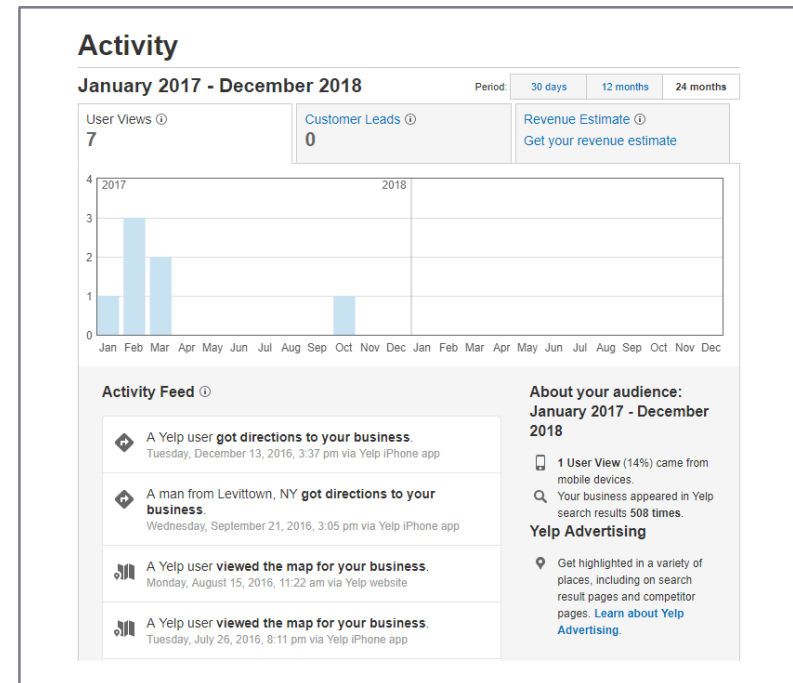 Activity
January 2017 - December 2018
Period:
30 days
12 months
24 months
User Views
7
Customer Leads
0
Revenue Estimate
Get your revenue estimate
4
2017
2018
3
2
1
0
Jan Feb Mar Apr May Jun Jul Aug Sep Oct Nov Dec Jan Feb Mar Apr May Jun Jul Aug Sep Oct Nov Dec
Activity Feed
A Yelp user got directions to your business.
Tuesday, December 13, 2016, 3:37 pm via Yelp iPhone app
A man from Levittown, NY got directions to your
business.
Wednesday, September 21, 2016, 3:05 pm via Yelp iPhone app
A Yelp user viewed the map for your business.
Monday, August 15, 2016, 11:22 am via Yelp website
A Yelp user viewed the map for your business.
Tuesday, July 26, 2016, 8:11 pm via Yelp iPhone app
About your audience:
January 2017 - December
2018
1 User View (14%) came from
mobile devices.
Your business appeared in Yelp
search results 508 times.
Yelp Advertising
Get highlighted in a variety of
places, including on search
result pages and competitor
pages. Learn about Yelp
Advertising.